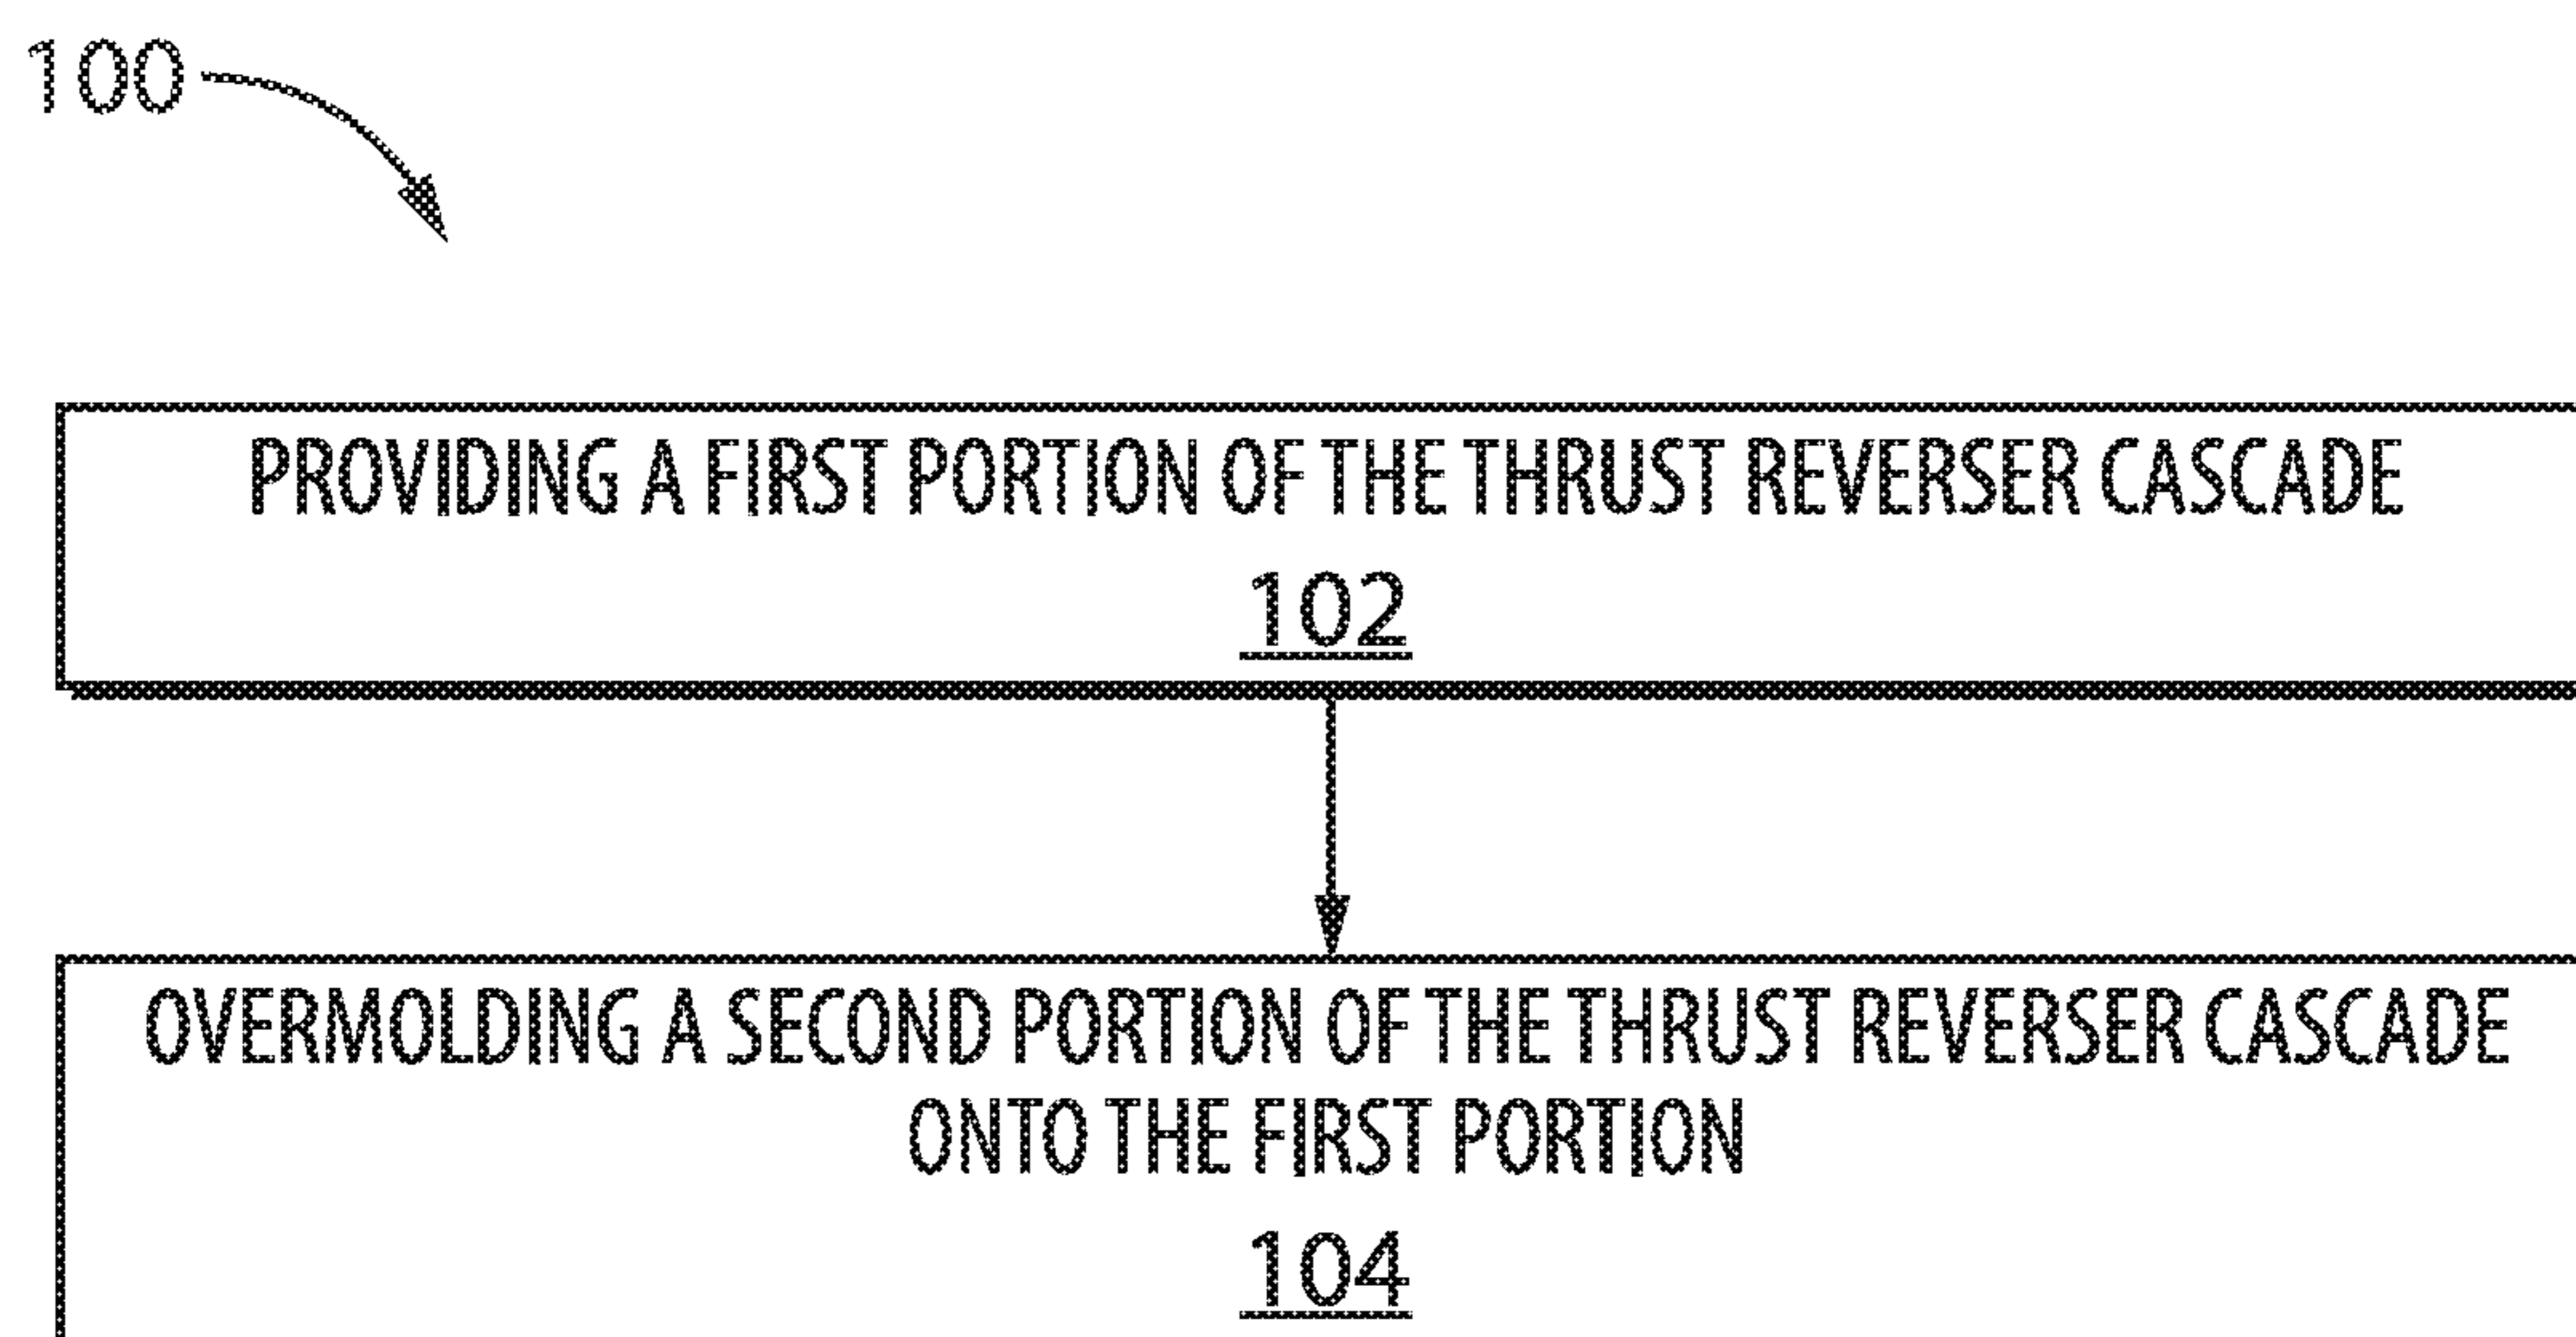 100
PROVIDING A FIRST PORTION OF THE THRUST REVERSER CASCADE
102
OVERMOLDING A SECOND PORTION OF THE THRUST REVERSER CASCADE
ONTO THE FIRST PORTION
104